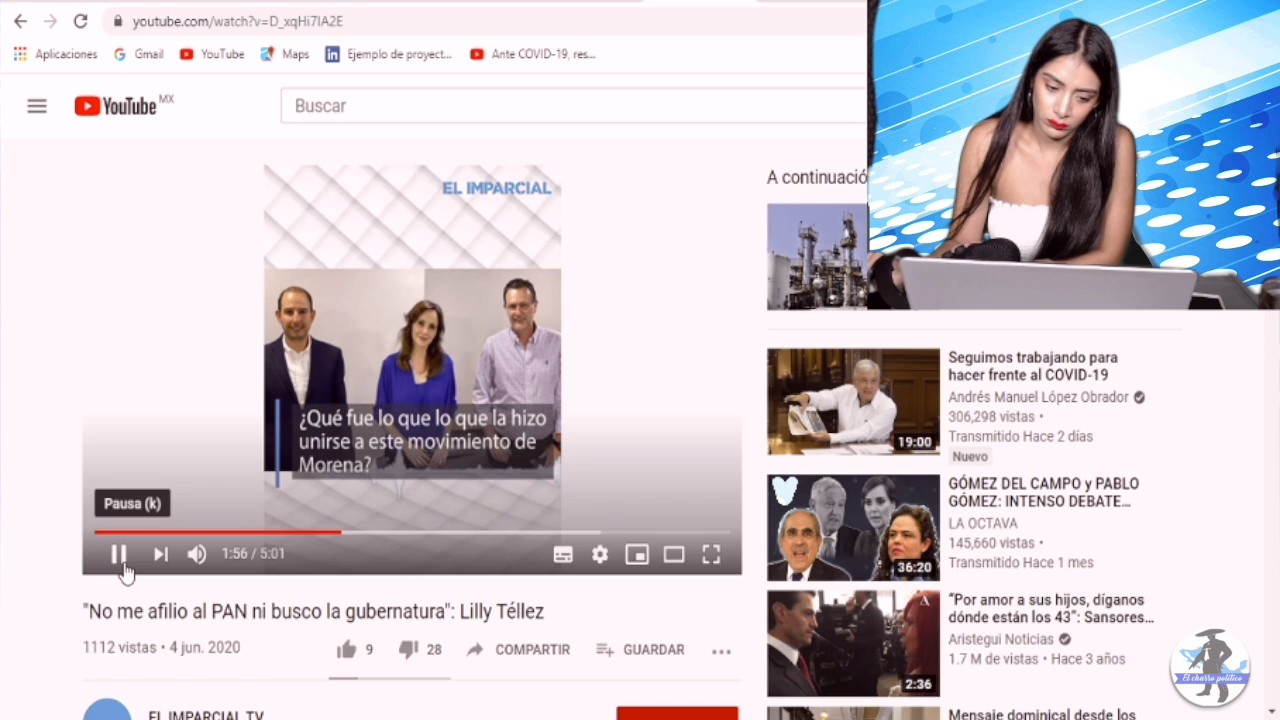 youtube.com/watch?v=D_xqHi7lA2E
Aplicaciones
Gmail
YouTube
Maps
Ejemplo de proyect...
Ante COVID-19, res...
YouTube MX
Buscar
EL IMPARCIAL
¿Qué fue lo que lo que la hizo
unirse a este movimiento de
Morena?
Pausa (k)
1:56 / 5:01
"No me afilio al PAN ni busco la gubernatura": Lilly Téllez
1112 vistas • 4 jun. 2020
9
28
COMPARTIR
GUARDAR
EL IMPARCIAL TV
A continuació
Seguimos trabajando para
hacer frente al COVID-19
Andrés Manuel López Obrador
306,298 vistas •
Transmitido Hace 2 días
Nuevo
19:00
GÓMEZ DEL CAMPO y PABLO
GÓMEZ: INTENSO DEBATE...
LA OCTAVA
145,660 vistas •
Transmitido Hace 1 mes
36:20
“Por amor a sus hijos, díganos
dónde están los 43”: Sansores...
Aristegui Noticias
1.7 M de vistas • Hace 3 años
A
2:36
Mensaje dominical desde los
El charro político